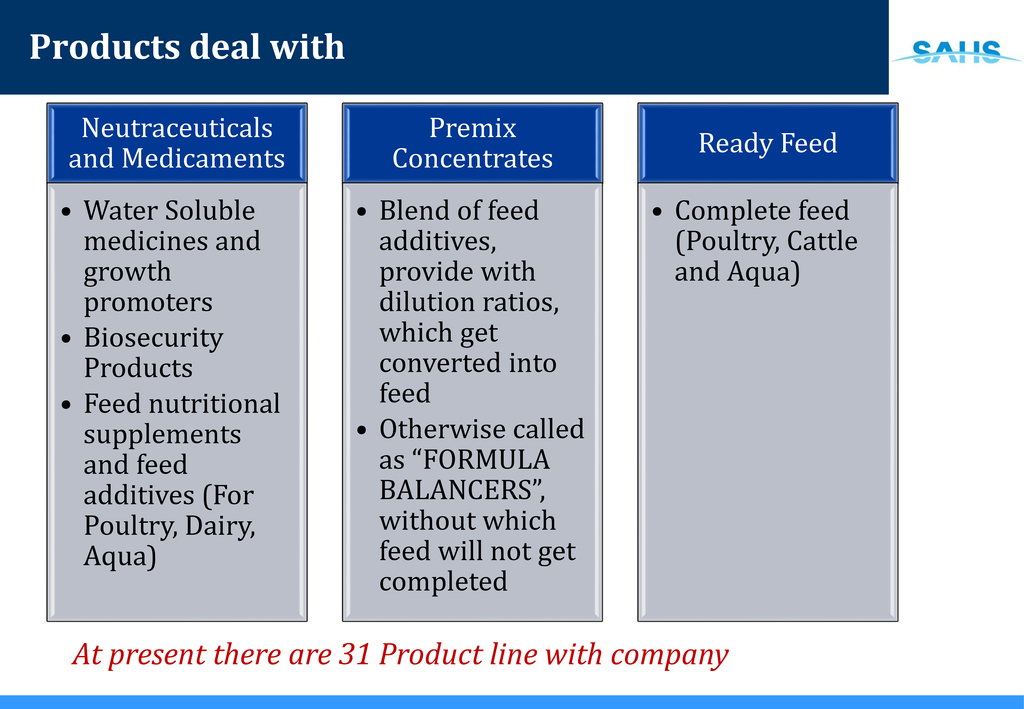 Products deal with
SAHS
Neutraceuticals
and Medicaments
• Water Soluble
medicines and
growth
promoters
• Biosecurity
Products
• Feed nutritional
supplements
and feed
additives (For
Poultry, Dairy,
Aqua)
Premix
Concentrates
• Blend of feed
additives,
provide with
dilution ratios,
which get
converted into
feed
• Otherwise called
as “FORMULA
BALANCERS”,
without which
feed will not get
completed
Ready Feed
• Complete feed
(Poultry, Cattle
and Aqua)
At present there are 31 Product line with company